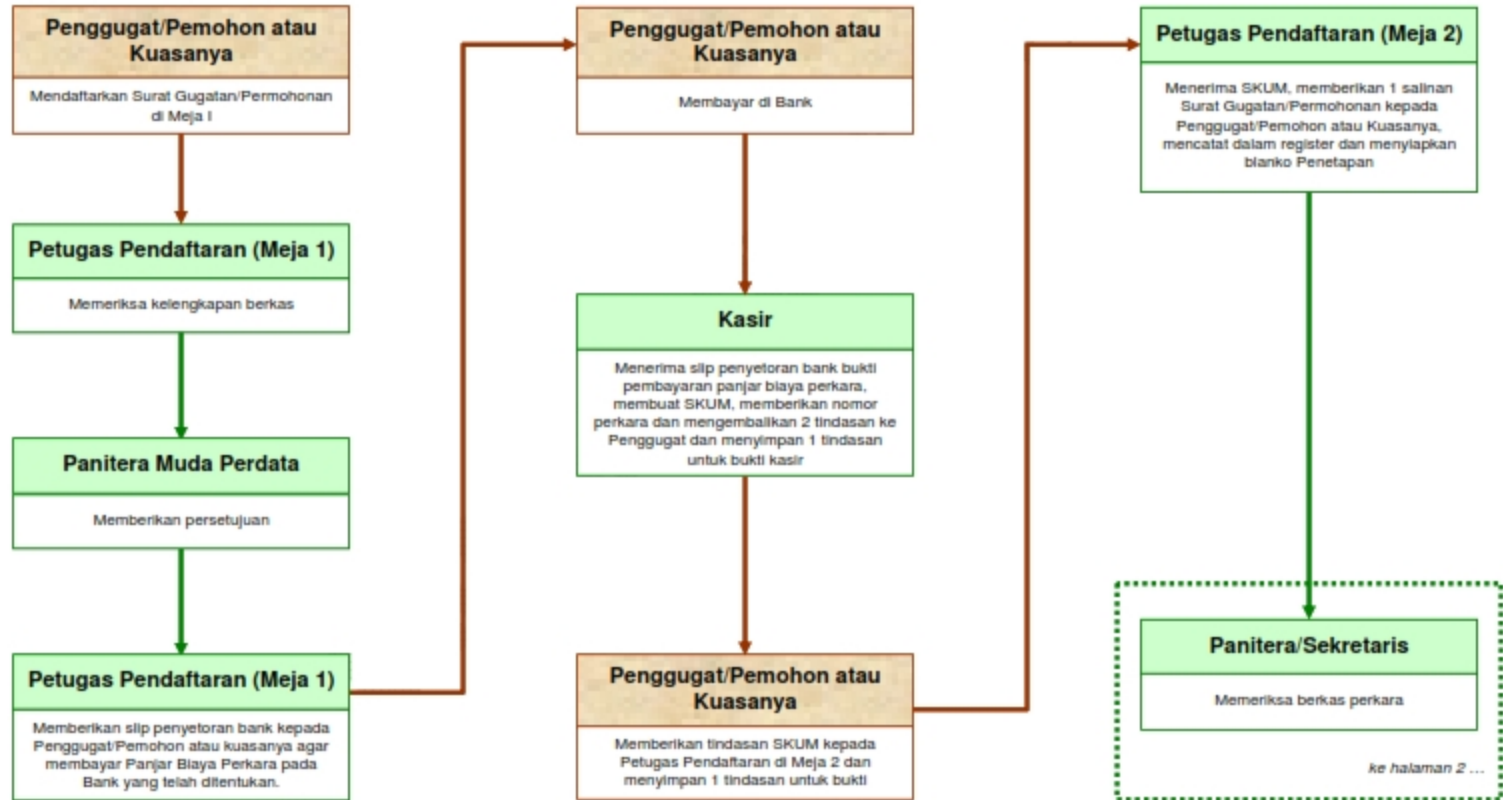 Penggugat/Pemohon atau
Kuasanya
Mendaftarkan Surat Gugatan/Permohonan
di Meja I
Petugas Pendaftaran (Meja 1)
Memeriksa kelengkapan berkas
Panitera Muda Perdata
Memberikan persetujuan
Petugas Pendaftaran (Meja 1)
Memberikan slip penyetoran bank kepada
Penggugat/Pemohon atau kuasanya agar
membayar Panjar Biaya Perkara pada
Bank yang telah ditentukan.
Penggugat/Pemohon atau
Kuasanya
Membayar di Bank
Kasir
Menerima slip penyetoran bank bukti
pembayaran panjar biaya perkara,
membuat SKUM, memberikan nomor
perkara dan mengembalikan 2 tindasan ke
Penggugat dan menyimpan 1 tindasan
untuk bukti kasir
Penggugat/Pemohon atau
Kuasanya
Memberikan tindasan SKUM kepada
Petugas Pendaftaran di Meja 2 dan
menyimpan 1 tindasan untuk bukti
Petugas Pendaftaran (Meja 2)
Menerima SKUM, memberikan 1 salinan
Surat Gugatan/Permohonan kepada
Penggugat/Pemohon atau Kuasanya,
mencatat dalam register dan menyiapkan
blanko Penetapan
Panitera/Sekretaris
Memeriksa berkas perkara
ke halaman 2 ...